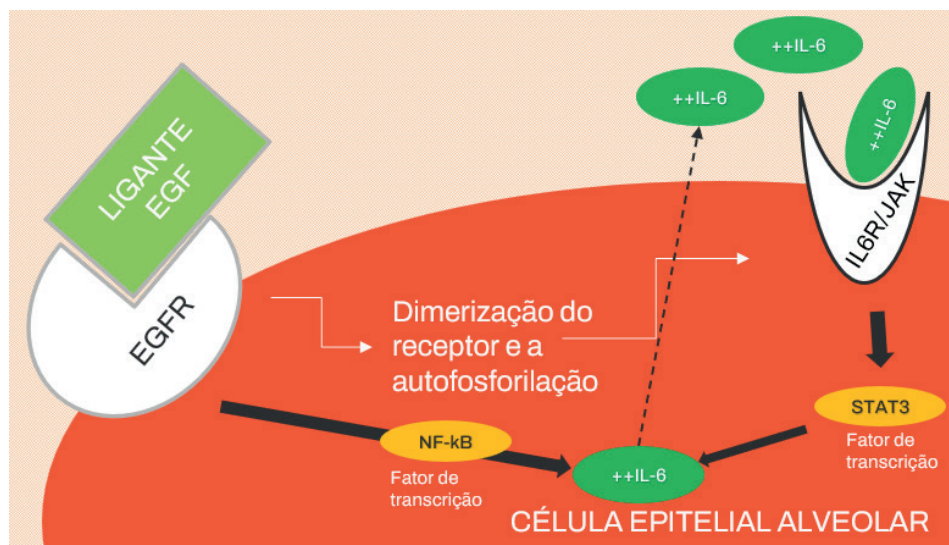 ++IL-6
++IL-6
++IL-6
LIGANTE
EGF
IL6R/JAK
EGFR
Dimerização do
receptor e a
autofosforilação
STAT3
Fator de
transcrição
NF-kB
Fator de
transcrição
++IL-6
CÉLULA EPITELIAL ALVEOLAR